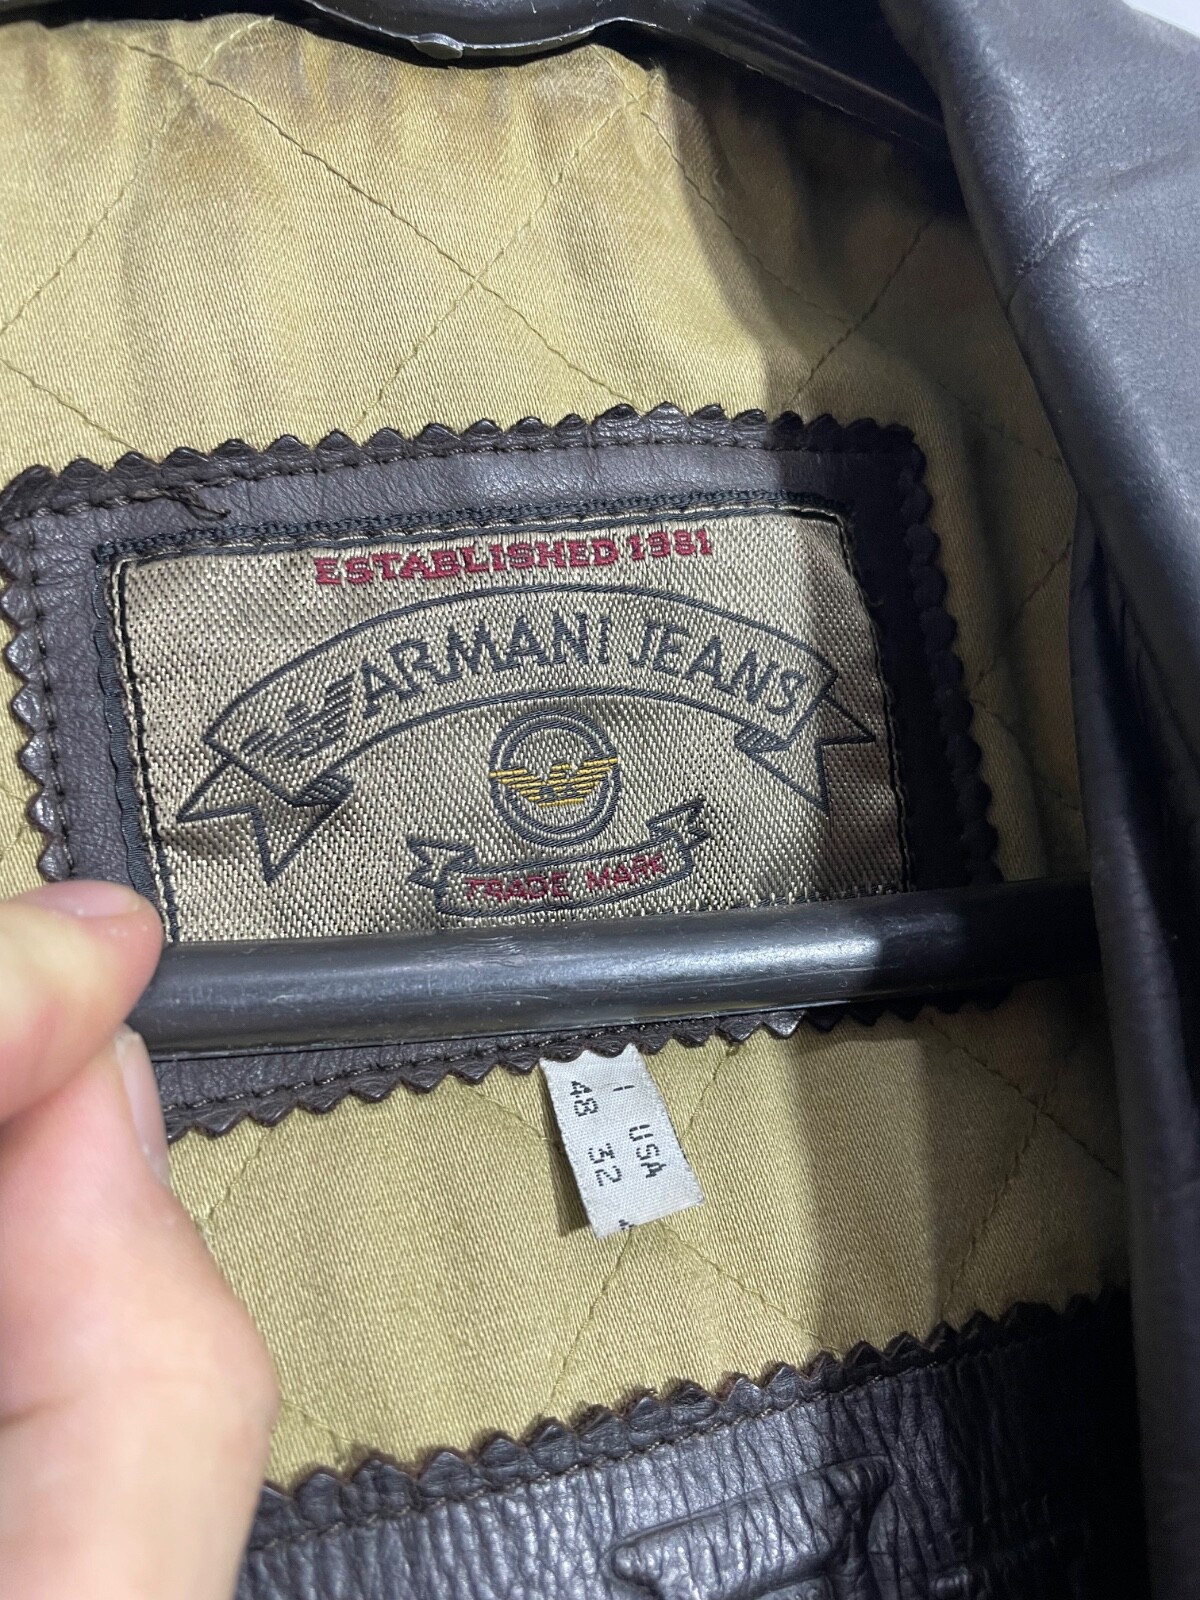 ESTABLISHED 1981
ARMANI JEANS
TRADE MARK
I USA
48 32